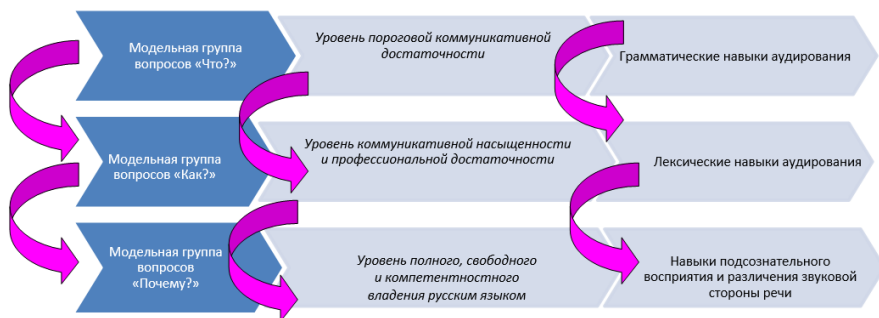 Модельная группа
вопросов «Что?»
Уровень пороговой коммуникативной
достаточности
Грамматические навыки аудирования
Модельная группа
вопросов «Как?»
Уровень коммуникативной насыщенности
и профессиональной достаточности
Лексические навыки аудирования
Модельная группа
вопросов
«Почему?»
Уровень полного, свободного
и компетентностного
владения русским языком
Навыки подсознательного
восприятия и различения звуковой
стороны речи